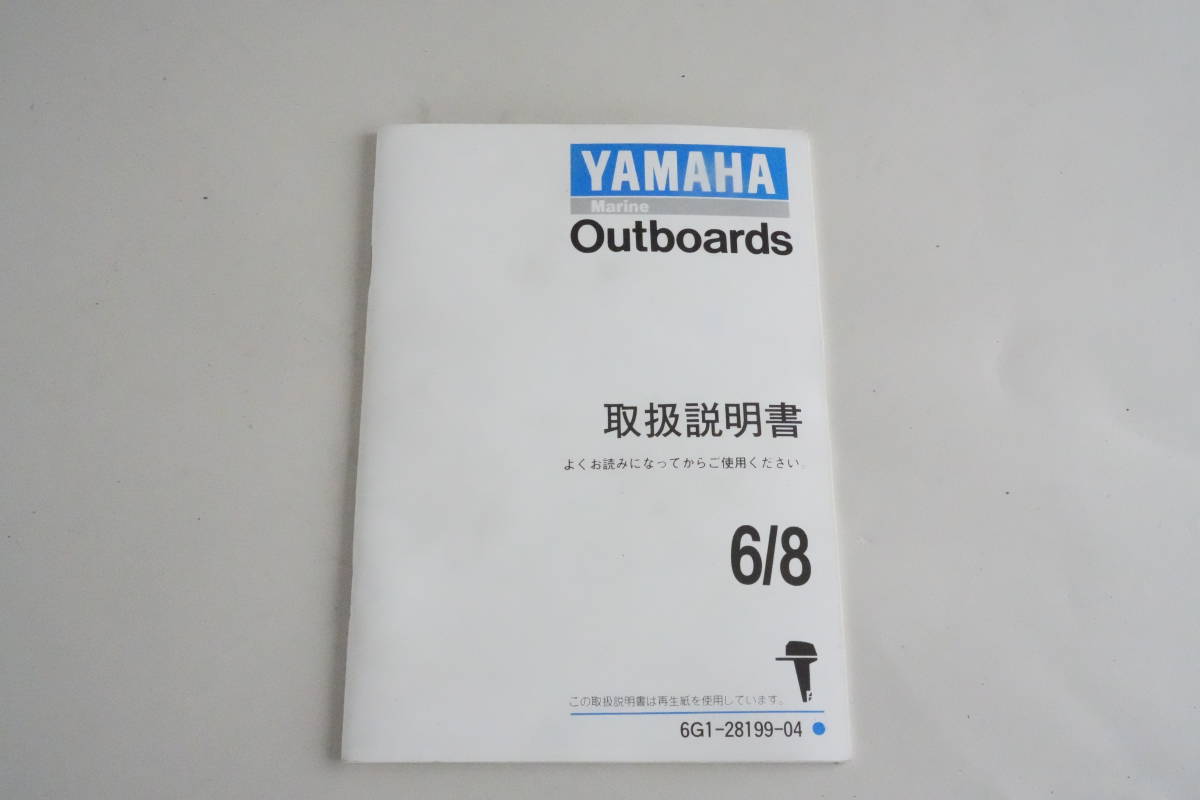 YAMAHA
Marine
Outboards
取扱説明書
よくお読みになってからご使用ください。
6/8
この取扱説明書は再生紙を使用しています。
6G1-28199-04